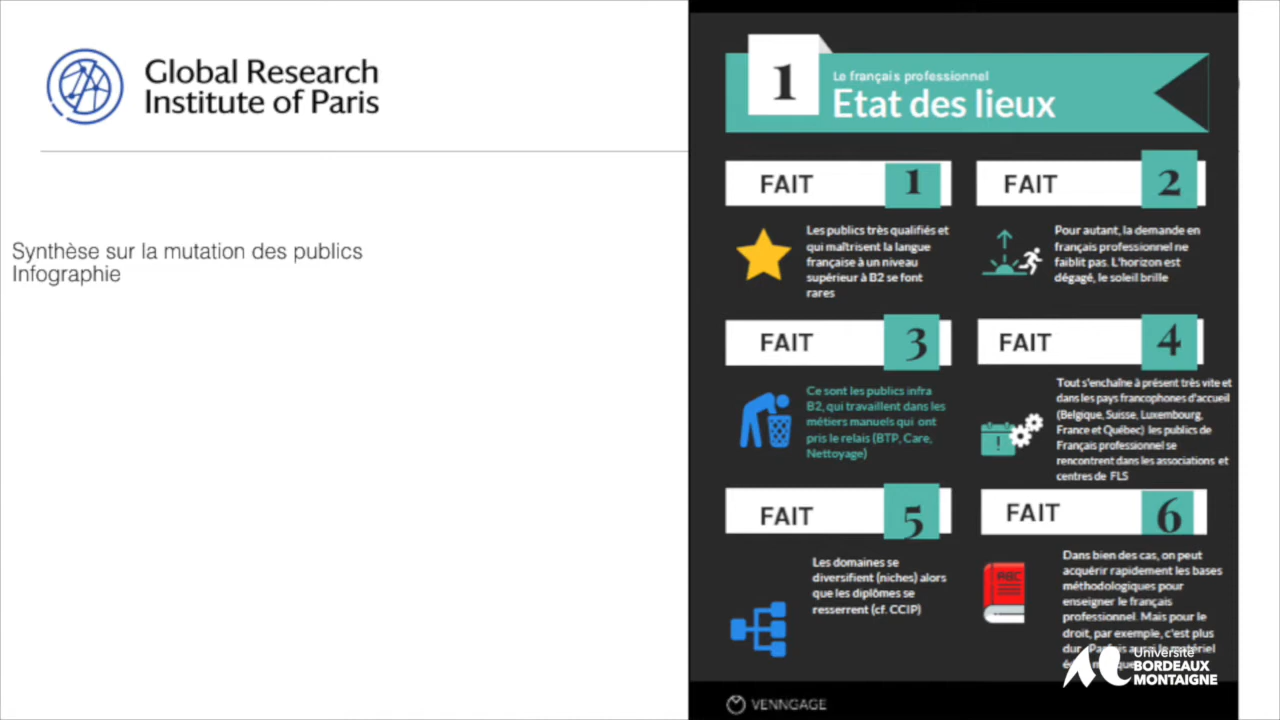 Global Research
Institute of Paris
Synthèse sur la mutation des publics
Infographie
1
Le français professionnel
Etat des lieux
FAIT 1
Les publics très qualifiés et
qui maîtrisent la langue
française à un niveau
supérieur à B2 se font
rares
FAIT 2
Pour autant, la demande en
français professionnel ne
faiblit pas. L'horizon est
dégagé, le soleil brille
FAIT 3
Ce sont les publics infra
B2, qui travaillent dans les
métiers manuels qui ont
pris le relais (BTP, Care,
Nettoyage)
FAIT 4
Tout s'enchaîne à présent très vite et
dans les pays francophones d'accueil
(Belgique, Suisse, Luxembourg,
France et Québec) les publics de
Français professionnel se
rencontrent dans les associations et
centres de FLS
FAIT 5
Les domaines se
diversifient (niches) alors
que les diplômes se
resserrent (cf. CCIP)
FAIT 6
ABC
Dans bien des cas, on peut
acquérir rapidement les bases
méthodologiques pour
enseigner le français
professionnel. Mais pour le
droit, par exemple, c'est plus
dur. Parfois aussi le matériel
Université
BORDEAUX
MONTAIGNE
VENNGAGE